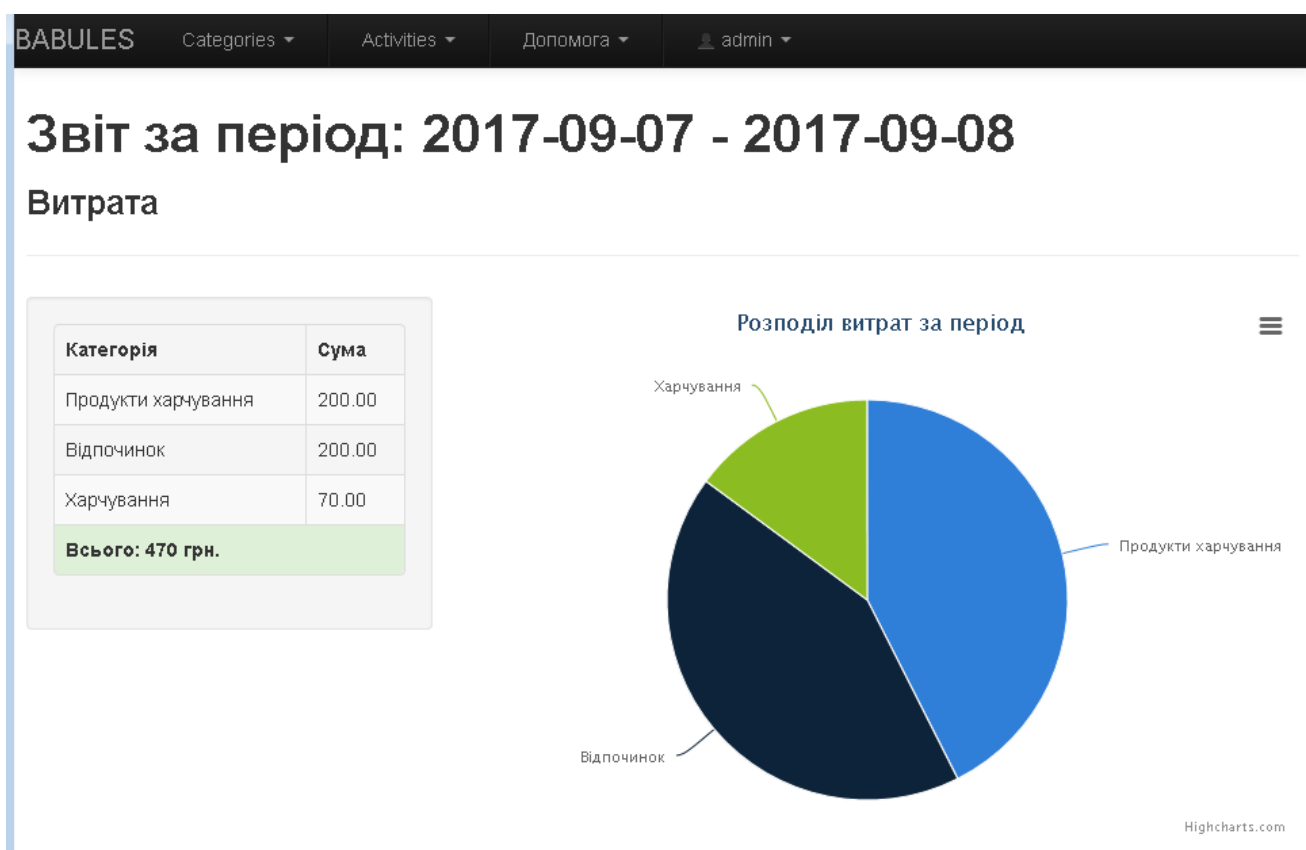 BABULES Categories Activities Допомога admin
Звіт за період: 2017-09-07 - 2017-09-08
Витрата
Категорія Сума
Продукти харчування 200.00
Відпочинок 200.00
Харчування 70.00
Всього: 470 грн.
Розподіл витрат за період
Харчування
Продукти харчування
Відпочинок
Highcharts.com